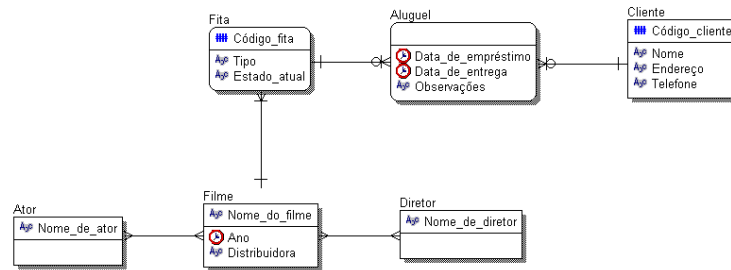 Fita
Código_fita
Tipo
Estado_atual
Aluguel
Data_de_empréstimo
Data_de_entrega
Observações
Cliente
Código_cliente
Nome
Endereço
Telefone
Ator
Nome_de_ator
Filme
Nome_do_filme
Ano
Distribuidora
Diretor
Nome_de_diretor